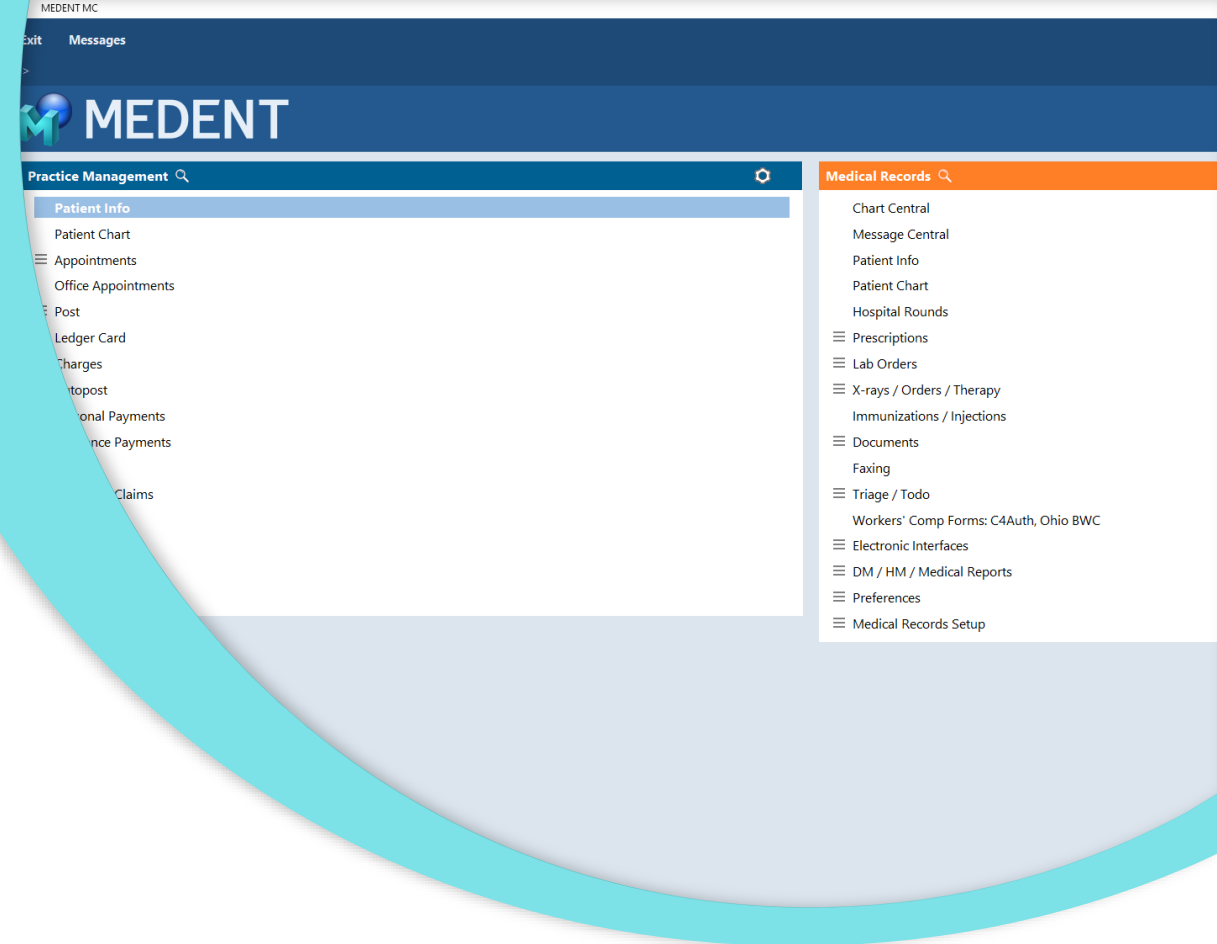 MEDENT MC
Messages
>
MEDENT
Practice Management
Patient Info
Patient Chart
Appointments
Office Appointments
Post
Ledger Card
Payments
Payments
Claims
Medical Records
Chart Central
Message Central
Patient Info
Patient Chart
Hospital Rounds
Prescriptions
Lab Orders
X-rays / Orders / Therapy
Immunizations / Injections
Documents
Faxing
Triage / Todo
Workers' Comp Forms: C4Auth, Ohio BWC
Electronic Interfaces
DM / HM / Medical Reports
Preferences
Medical Records Setup